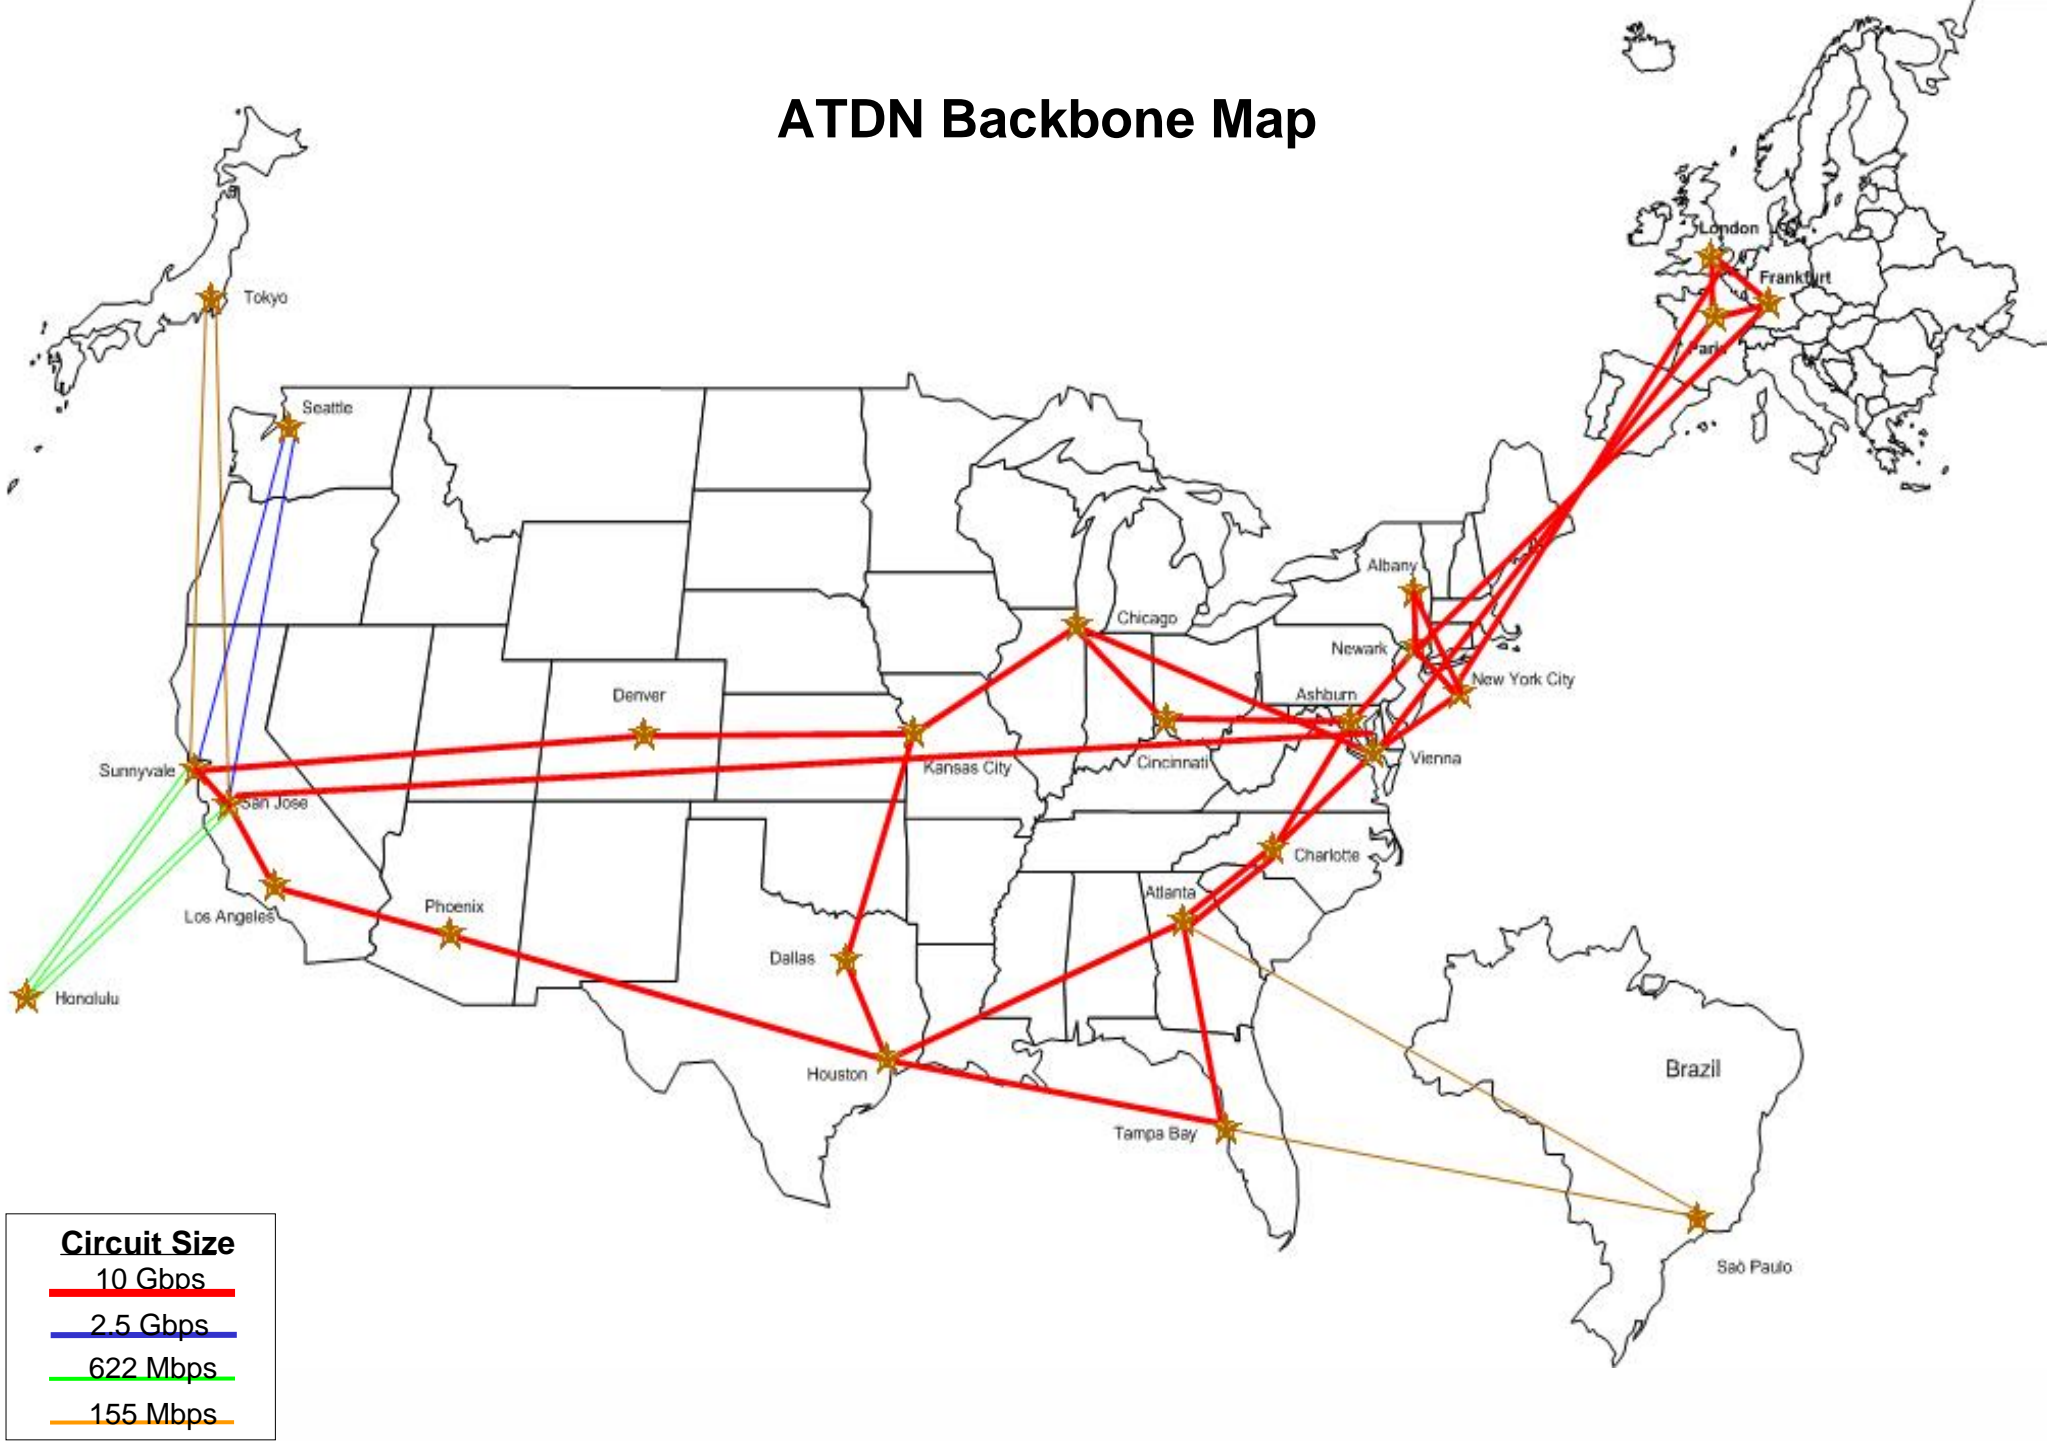 ATDN Backbone Map
London
Frankfurt
Paris
Tokyo
Seattle
Albany
Chicago
Newark
New York City
Denver
Ashburn
Sunnyvale
Kansas City
Cincinnati
Vienna
San Jose
Charlotte
Atlanta
Los Angeles
Phoenix
Dallas
Honolulu
Houston
Brazil
Tampa Bay
Saò Paulo
Circuit Size
10 Gbps
2.5 Gbps
622 Mbps
155 Mbps